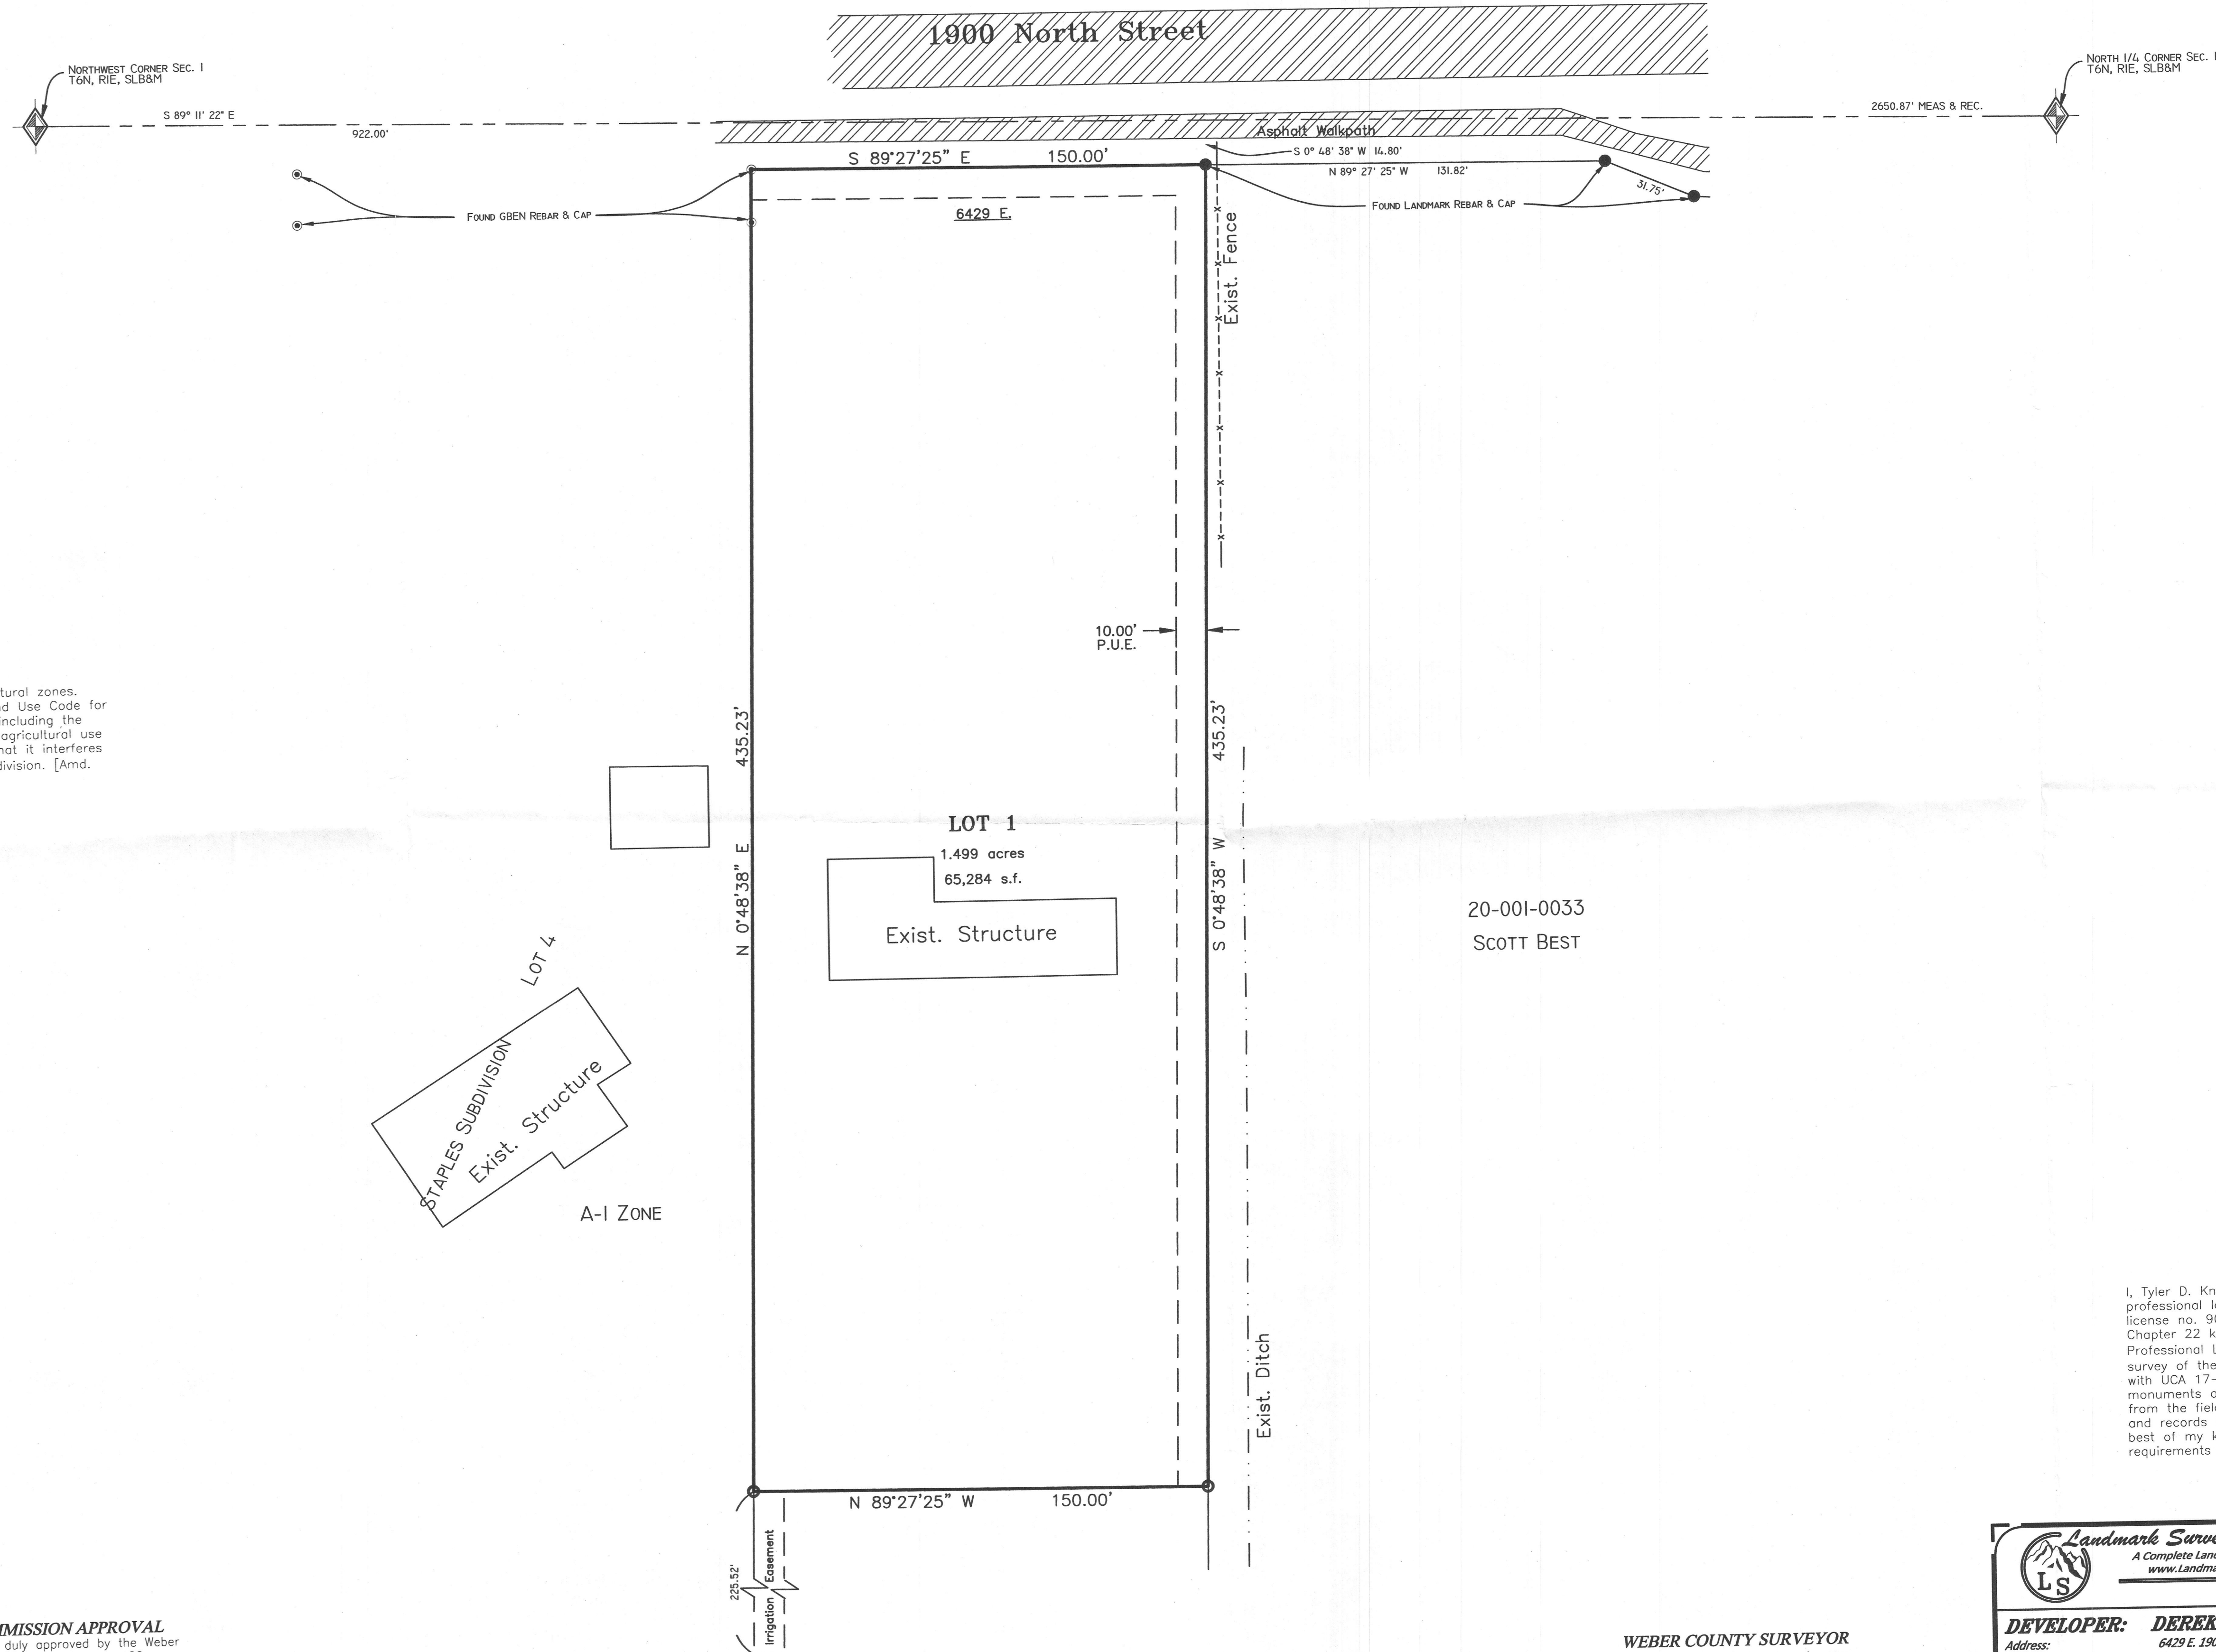 1900 North Street
NORTHWEST CORNER SEC. 1
T6N, R1E, SLB&M
NORTH 1/4 CORNER SEC. 1
T6N, R1E, SLB&M
S 89° 11' 22" E
922.00'
2650.87' MEAS & REC.
Asphalt Walkpath
S 89°27'25" E 150.00'
S 0° 48' 38" W 14.80'
N 89° 27' 25" W 131.82'
31.75'
FOUND GBEN REBAR & CAP
FOUND LANDMARK REBAR & CAP
6429 E.
Exist. Fence
10.00'
P.U.E.
tural zones.
d Use Code for
including the
agricultural use
hat it interferes
division. [Amd.
N 0°48'38" E 435.23'
S 0°48'38" W 435.23'
LOT 1
1.499 acres
65,284 s.f.
Exist. Structure
20-001-0033
SCOTT BEST
LOT 4
STAPLES SUBDIVISION
Exist. Structure
A-1 ZONE
Exist. Ditch
I, Tyler D. Kn
professional l
license no. 9
Chapter 22 k
Professional L
survey of the
with UCA 17-
monuments
from the fiel
and records
best of my k
requirements
N 89°27'25" W 150.00'
225.52'
Irrigation Easement
MISSION APPROVAL
duly approved by the Weber
WEBER COUNTY SURVEYOR
Landmark Surve
A Complete Lan
www.Landma
LS
DEVELOPER: DEREK
Address: 6429 E. 190